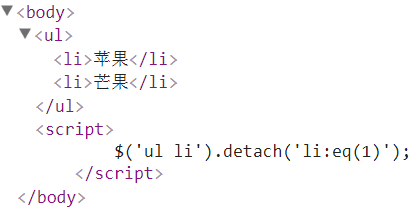 ▼<body>
▼<ul>
<li>苹果</li>
<li>芒果</li>
</ul>
<script>
$('ul li').detach('li:eq(1)');
</script>
</body>